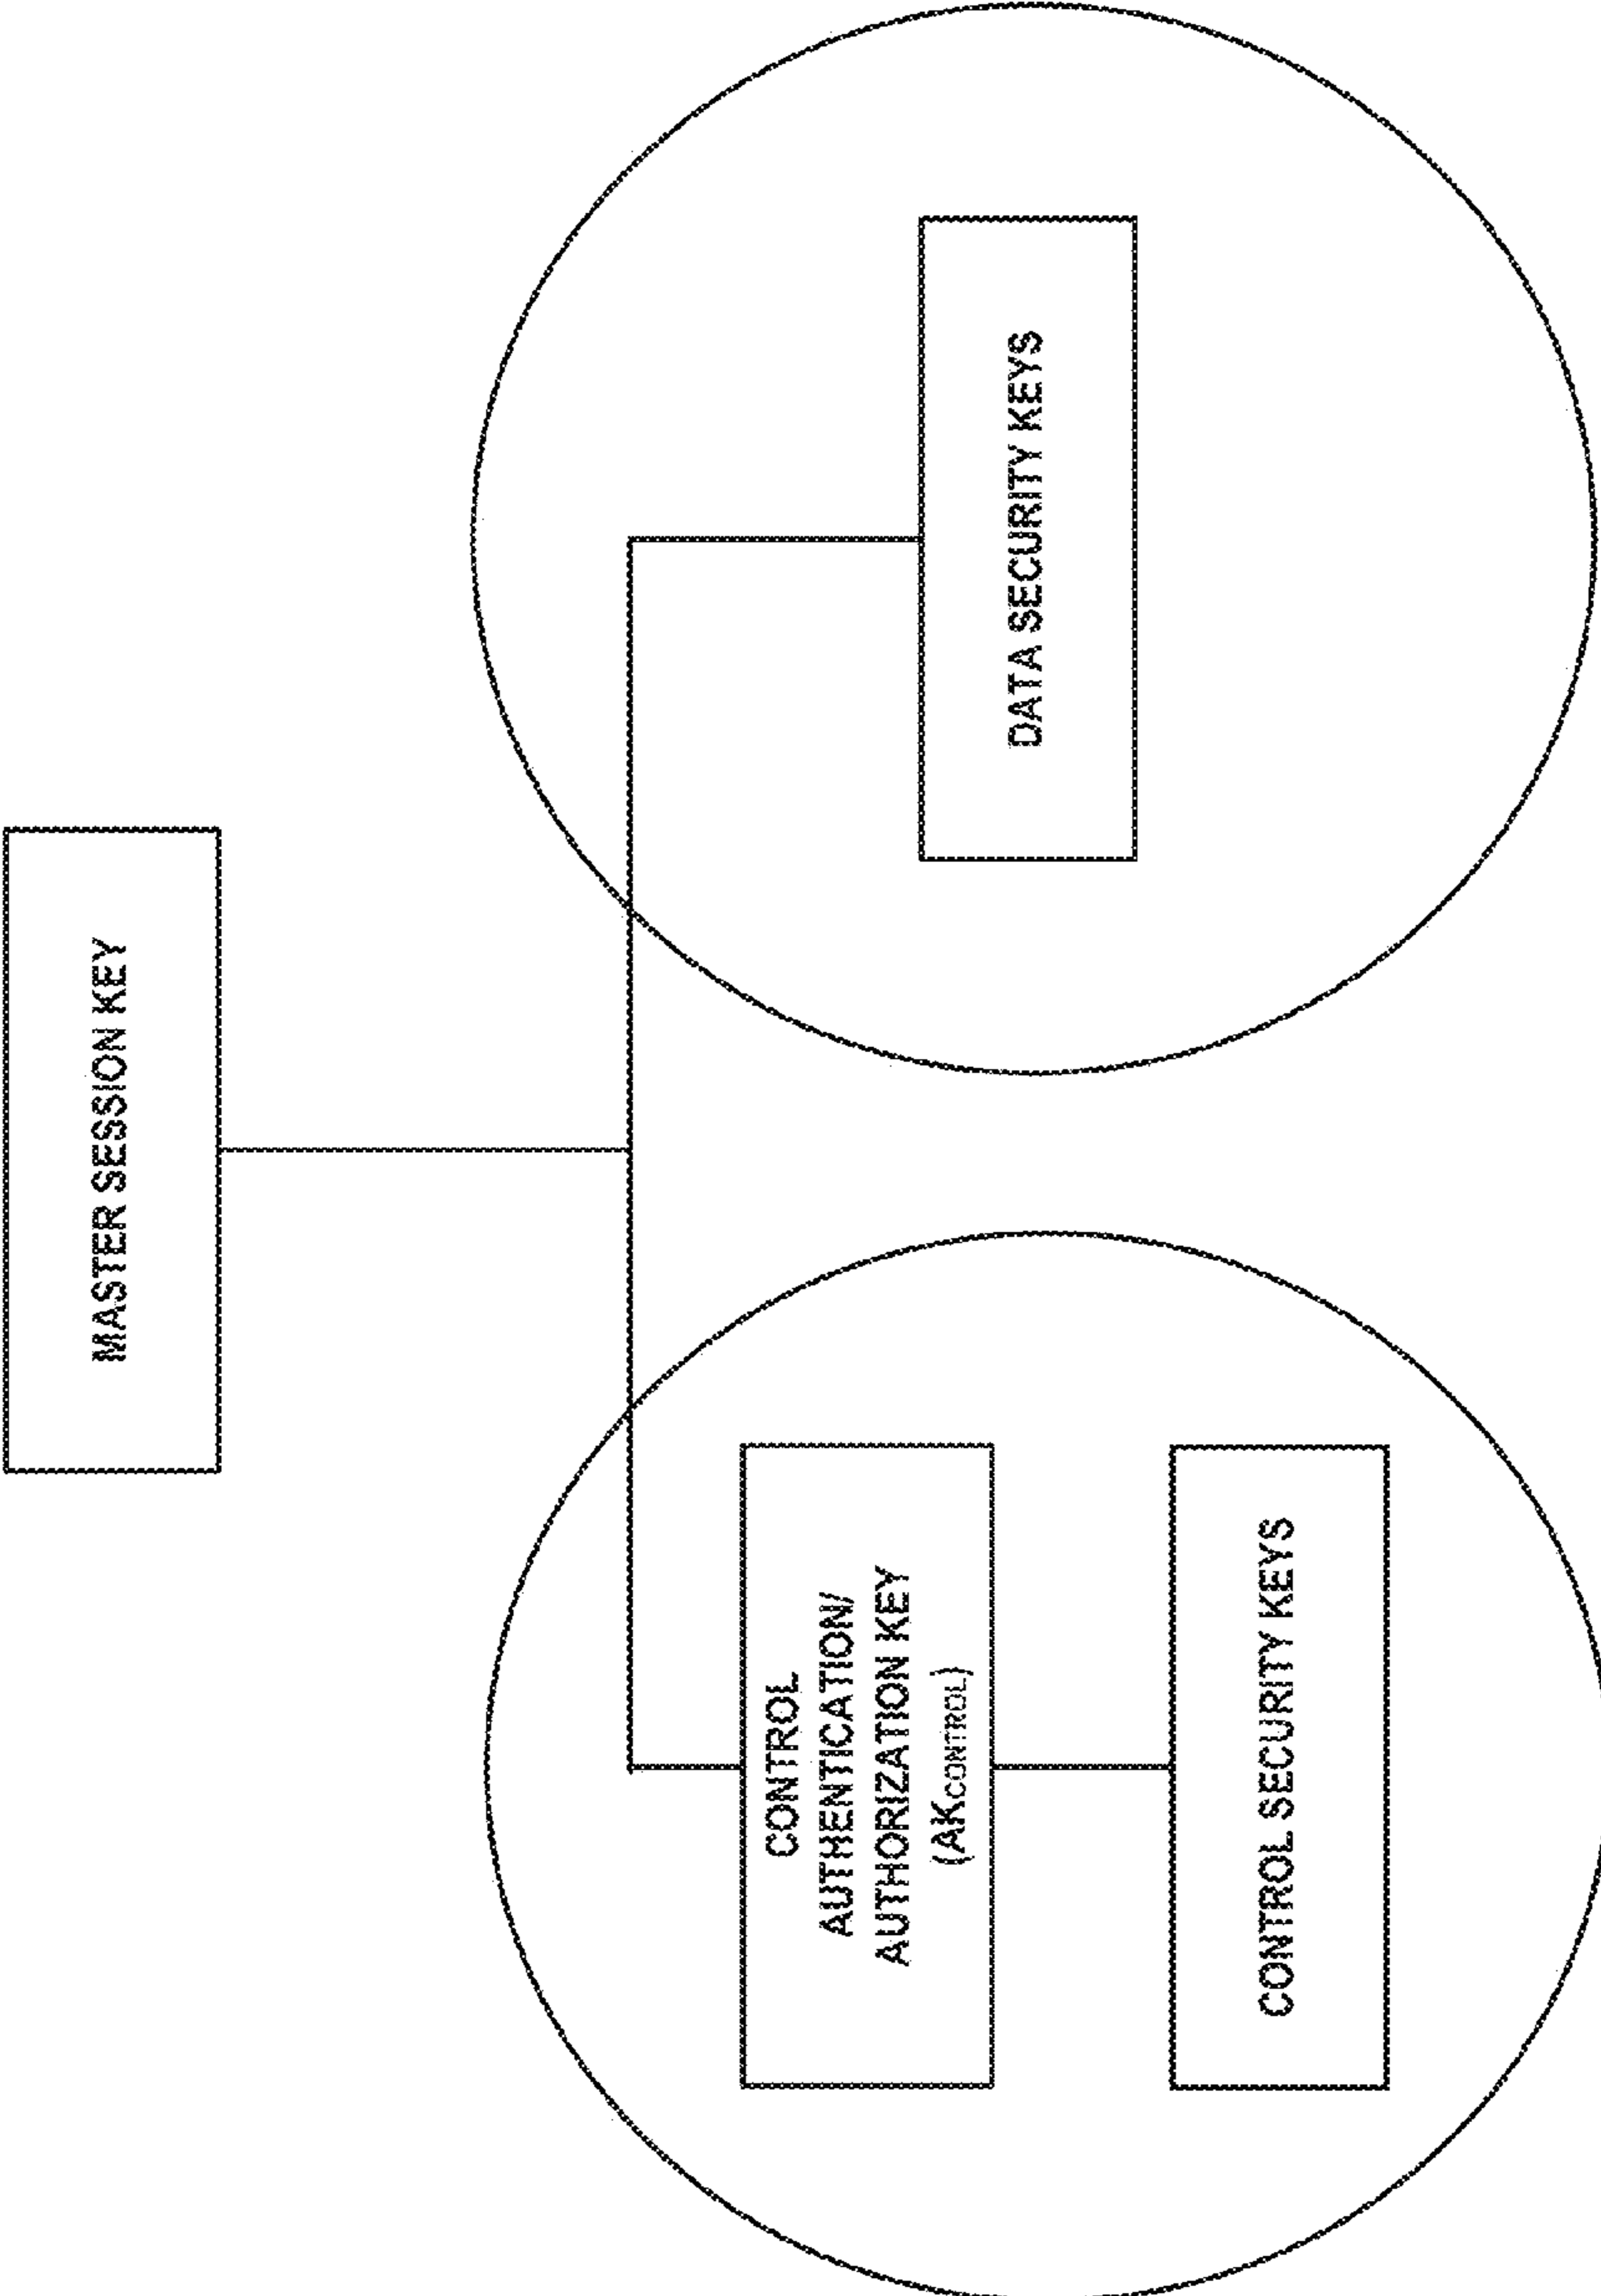 MASTER SESSION KEY
CONTROL
AUTHENTICATION/
AUTHORIZATION KEY
(AKCONTROL)
CONTROL SECURITY KEYS
DATA SECURITY KEYS